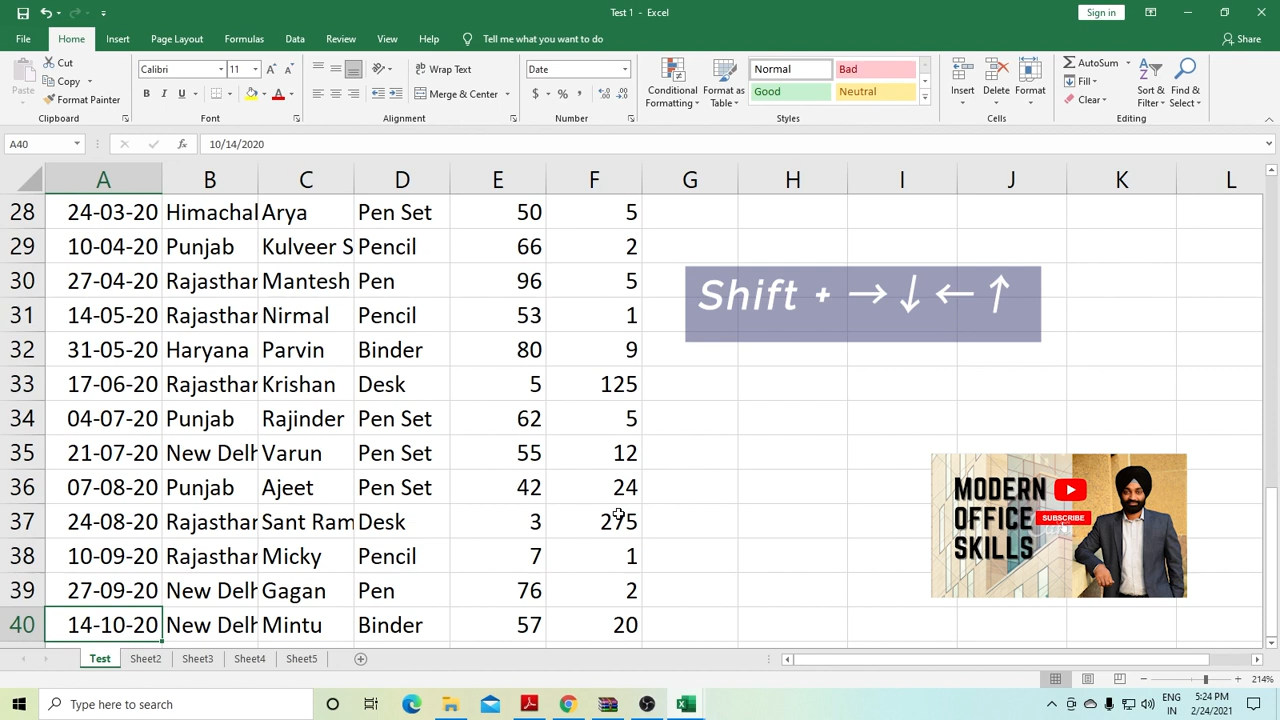 Test 1 - Excel
Sign in
File Home Insert Page Layout Formulas Data Review View Help Tell me what you want to do Share
Cut Calibri 11 Wrap Text Date Normal Bad AutoSum
Copy Conditional Format as Good Neutral Insert Delete Format Fill Sort & Find &
Paste Format Painter B I U Merge & Center $ % , Formatting Table Clear Filter Select
Clipboard Font Alignment Number Styles Cells Editing
A40 fx 10/14/2020
A B C D E F G H I J K L
28 24-03-20 Himachal Arya Pen Set 50 5
29 10-04-20 Punjab Kulveer S Pencil 66 2
30 27-04-20 Rajasthan Mantesh Pen 96 5
31 14-05-20 Rajasthan Nirmal Pencil 53 1
32 31-05-20 Haryana Parvin Binder 80 9
33 17-06-20 Rajasthan Krishan Desk 5 125
34 04-07-20 Punjab Rajinder Pen Set 62 5
35 21-07-20 New Delh Varun Pen Set 55 12
36 07-08-20 Punjab Ajeet Pen Set 42 24
37 24-08-20 Rajasthan Sant Ram Desk 3 275
38 10-09-20 Rajasthan Micky Pencil 7 1
39 27-09-20 New Delh Gagan Pen 76 2
40 14-10-20 New Delh Mintu Binder 57 20
Shift + → ↓ ← ↑
MODERN
OFFICE
SKILLS
SUBSCRIBE
Test Sheet2 Sheet3 Sheet4 Sheet5
214%
Type here to search
ENG
IN
5:24 PM
2/24/2021